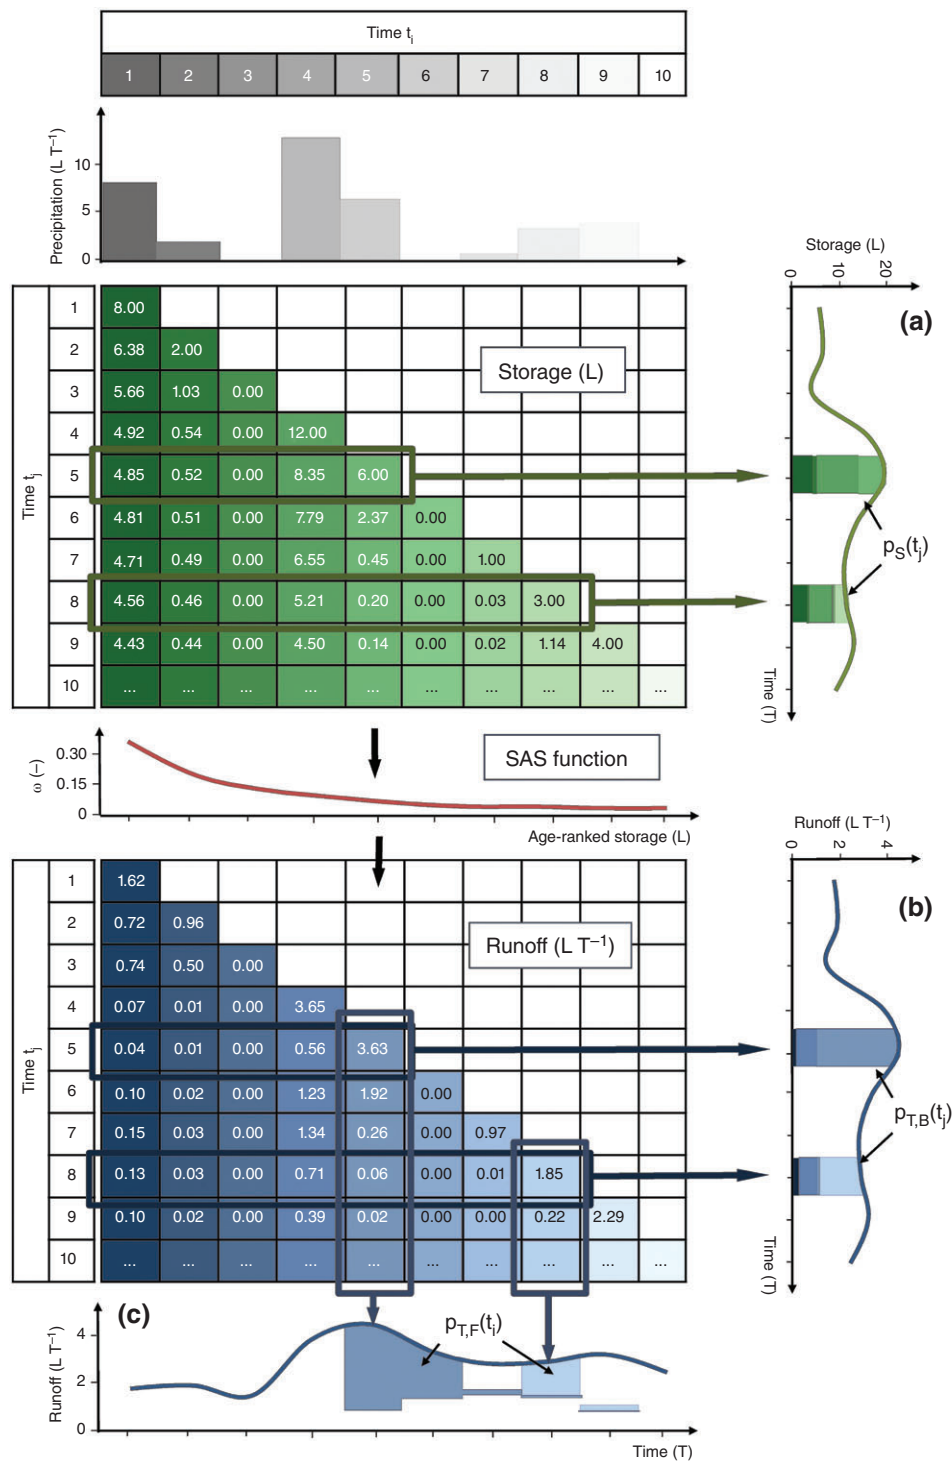 Time tᵢ
1 2 3 4 5 6 7 8 9 10
Precipitation (L T⁻¹)
10
5
0
Storage (L)
0 10 20
(a)
Time tⱼ
1 8.00
2 6.38 2.00
Storage (L)
3 5.66 1.03 0.00
4 4.92 0.54 0.00 12.00
5 4.85 0.52 0.00 8.35 6.00
6 4.81 0.51 0.00 7.79 2.37 0.00
7 4.71 0.49 0.00 6.55 0.45 0.00 1.00
8 4.56 0.46 0.00 5.21 0.20 0.00 0.03 3.00
9 4.43 0.44 0.00 4.50 0.14 0.00 0.02 1.14 4.00
10 ... ... ... ... ... ... ... ... ... ...
pS(tⱼ)
Time (T)
ω (–)
0.30
0.15
0
SAS function
Age-ranked storage (L)
Runoff (L T⁻¹)
0 2 4
(b)
Time tⱼ
1 1.62
2 0.72 0.96
Runoff (L T⁻¹)
3 0.74 0.50 0.00
4 0.07 0.01 0.00 3.65
5 0.04 0.01 0.00 0.56 3.63
6 0.10 0.02 0.00 1.23 1.92 0.00
7 0.15 0.03 0.00 1.34 0.26 0.00 0.97
8 0.13 0.03 0.00 0.71 0.06 0.00 0.01 1.85
9 0.10 0.02 0.00 0.39 0.02 0.00 0.00 0.22 2.29
10 ... ... ... ... ... ... ... ... ... ...
pT,B(tⱼ)
Time (T)
(c)
Runoff (L T⁻¹)
4
2
0
pT,F(tᵢ)
Time (T)